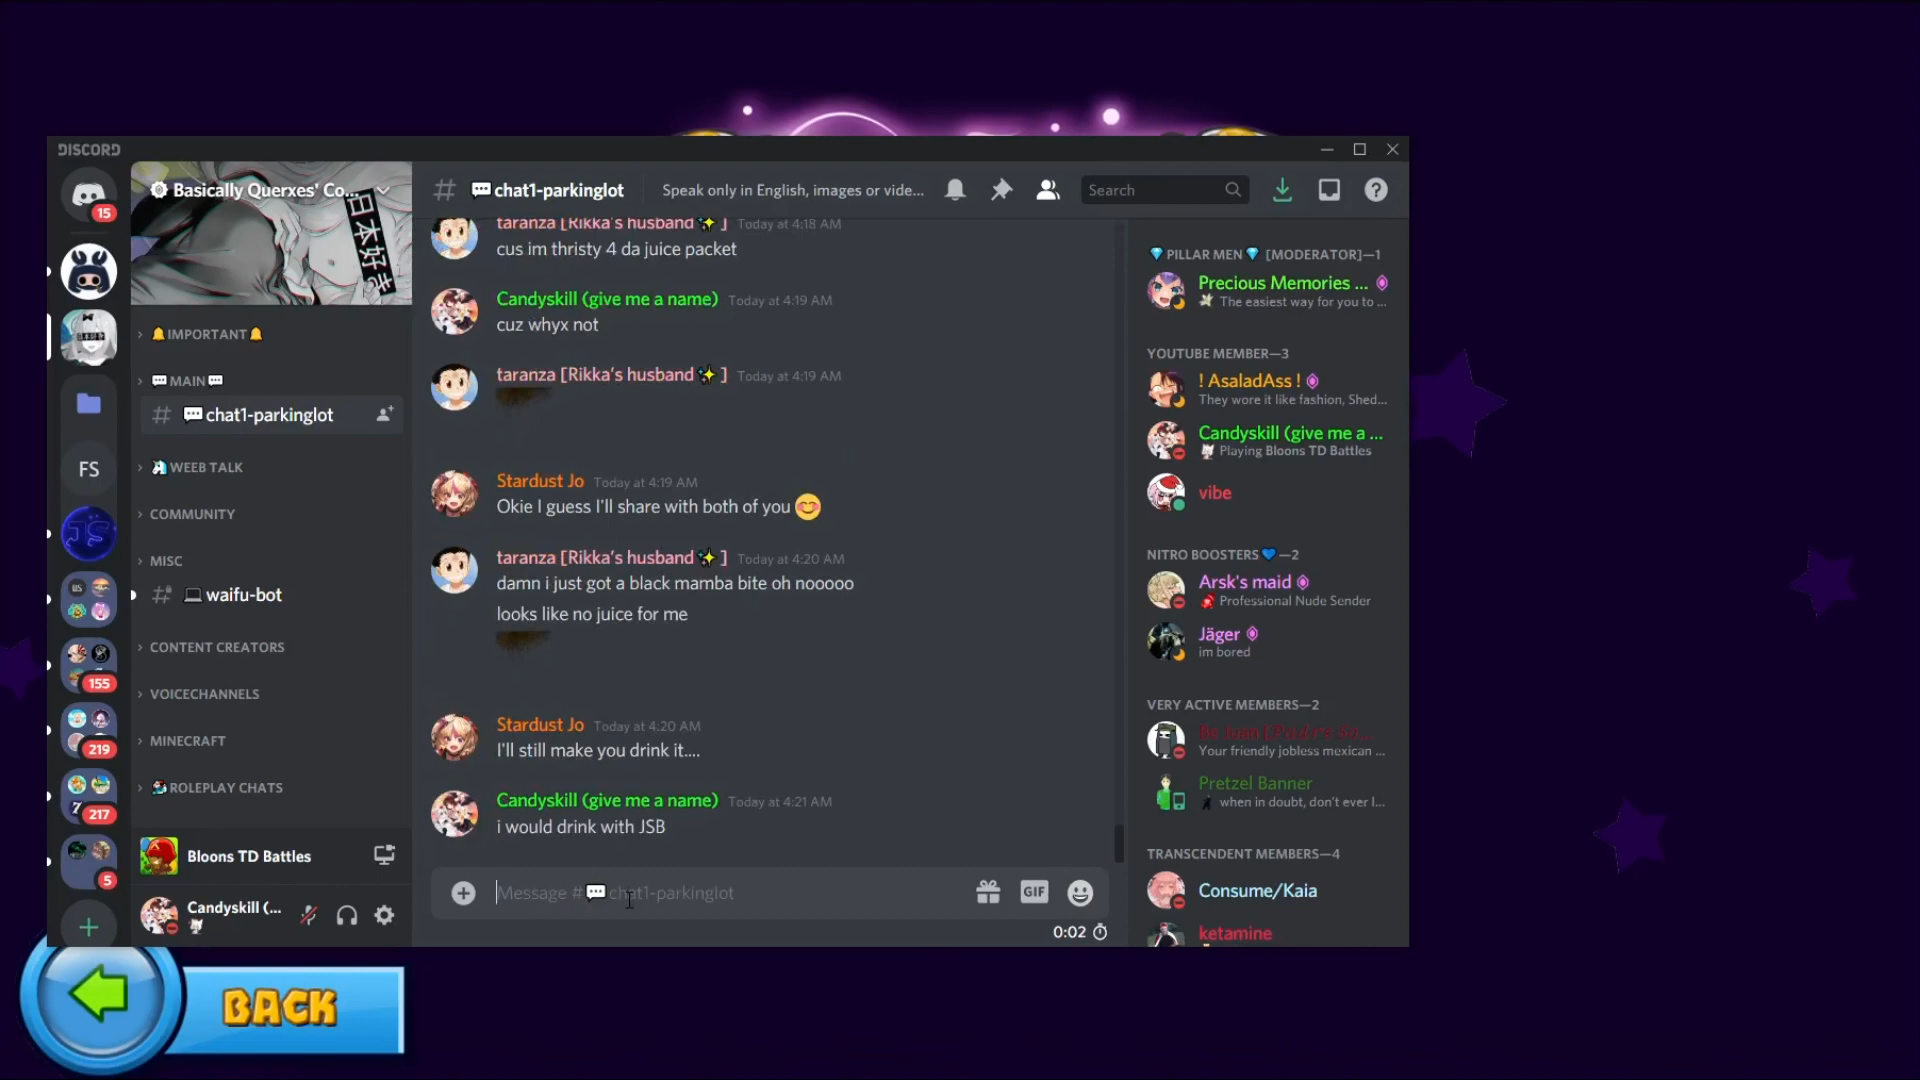 DISCORD
15
Basically Querxes' Co...
日本好き
IMPORTANT
MAIN
# chat1-parkinglot
WEEB TALK
COMMUNITY
MISC
# waifu-bot
CONTENT CREATORS
VOICECHANNELS
MINECRAFT
ROLEPLAY CHATS
FS
JS
BS
155
219
7
217
5
+
Bloons TD Battles
Candyskill (...
# chat1-parkinglot
Speak only in English, images or vide...
Search
taranza [Rikka's husband✨] Today at 4:18 AM
cus im thristy 4 da juice packet
Candyskill (give me a name) Today at 4:19 AM
cuz whyx not
taranza [Rikka's husband✨] Today at 4:19 AM
Stardust Jo Today at 4:19 AM
Okie I guess I'll share with both of you 😊
taranza [Rikka's husband✨] Today at 4:20 AM
damn i just got a black mamba bite oh nooooo
looks like no juice for me
Stardust Jo Today at 4:20 AM
I'll still make you drink it....
Candyskill (give me a name) Today at 4:21 AM
i would drink with JSB
Message # 💬 chat1-parkinglot
GIF
0:02
💎 PILLAR MEN 💎 [MODERATOR]—1
Precious Memories ...
The easiest way for you to ...
YOUTUBE MEMBER—3
! AsaladAss !
They wore it like fashion, Shed...
Candyskill (give me a ...
Playing Bloons TD Battles
vibe
NITRO BOOSTERS💙—2
Arsk's maid
Professional Nude Sender
Jäger
im bored
VERY ACTIVE MEMBERS—2
Your friendly jobless mexican ...
Pretzel Banner
when in doubt, don't ever l...
TRANSCENDENT MEMBERS—4
Consume/Kaia
ketamine
BACK